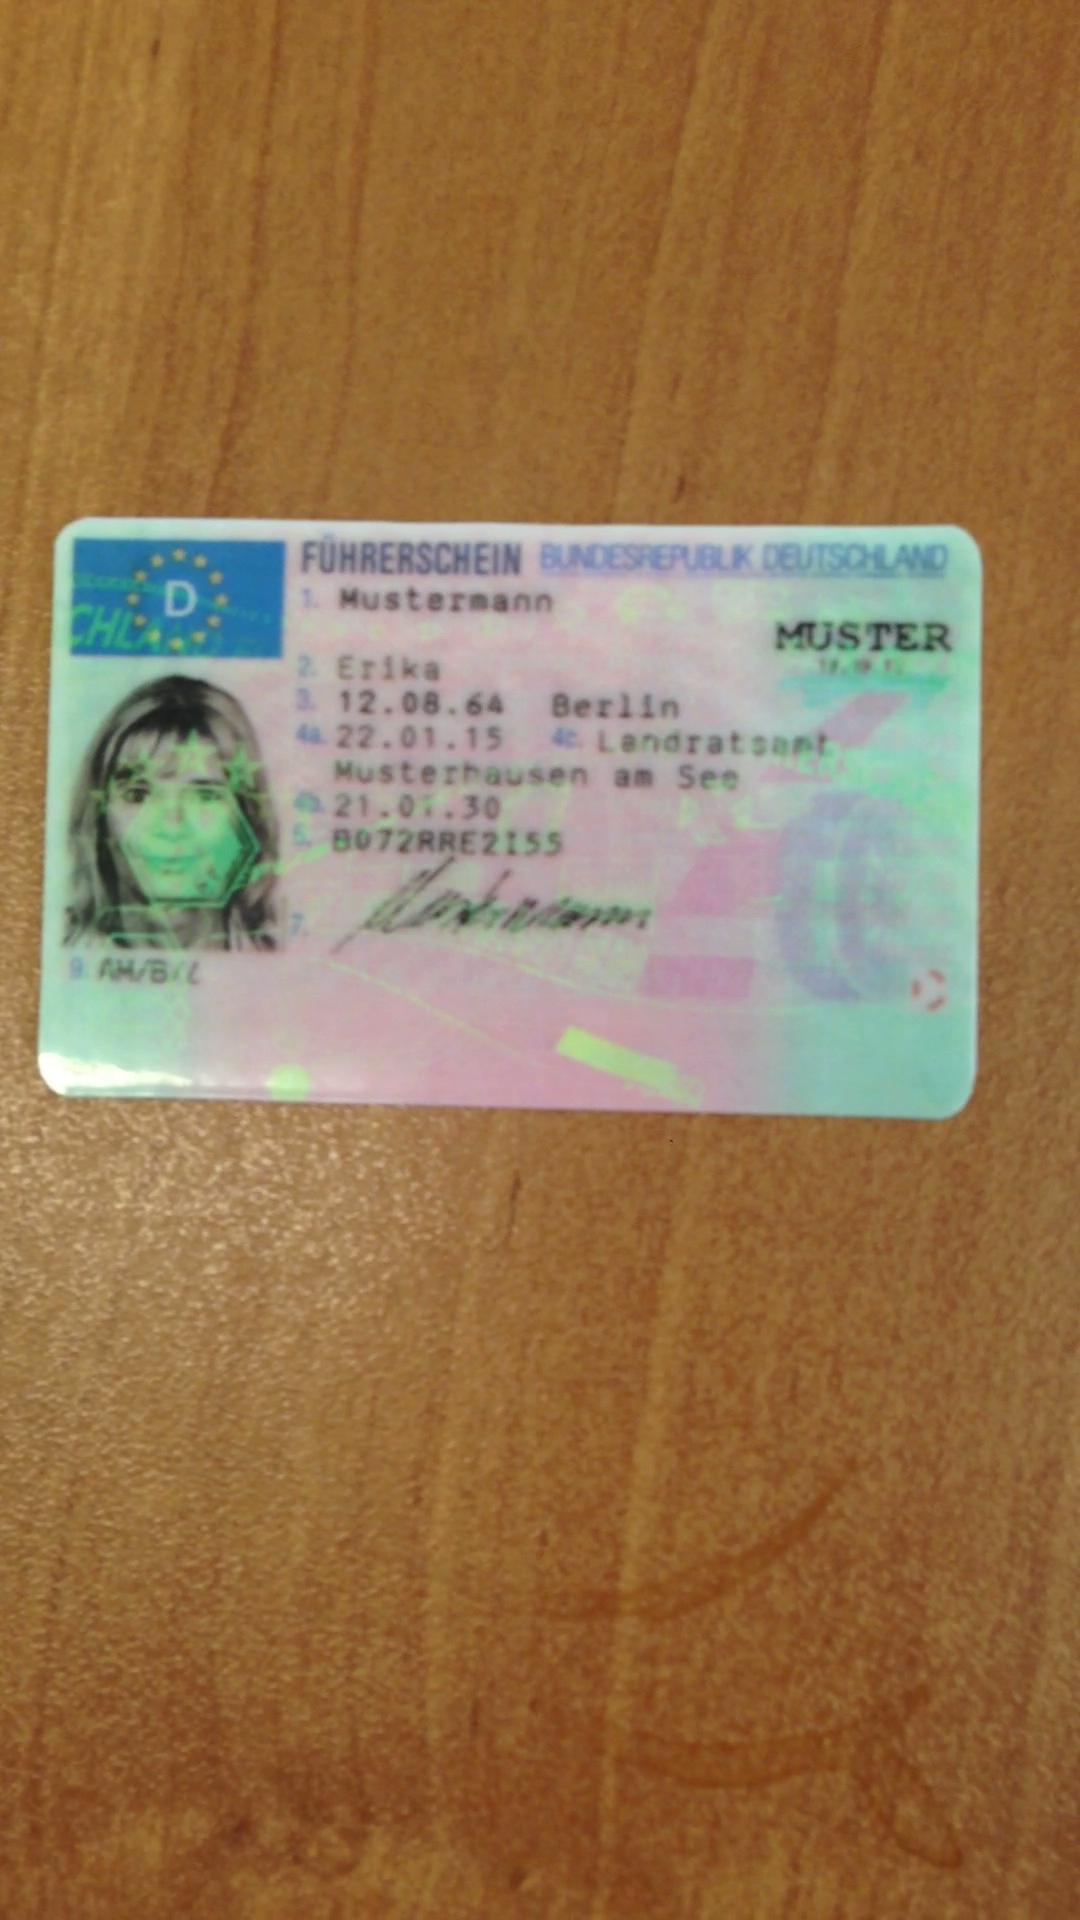 D
CHLA
FÜHRERSCHEIN BUNDESREPUBLIK DEUTSCHLAND
1. Mustermann
MUSTER
2. Erika
3. 12.08.64 Berlin
4a. 22.01.15 4c. Landratsamt
Musterhausen am See
4b. 21.01.30
5. B072RRE2I55
7. Mustermann
9. AM/B/L